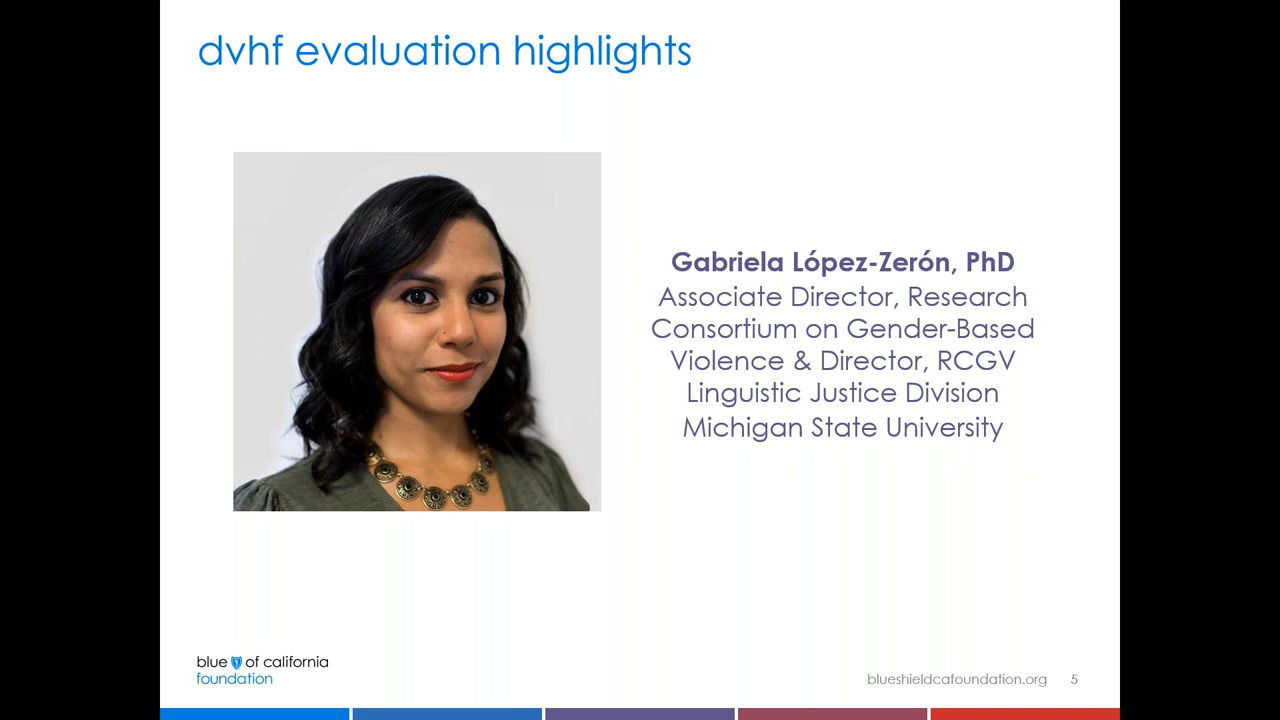 dvhf evaluation highlights
Gabriela López-Zerón, PhD
Associate Director, Research
Consortium on Gender-Based
Violence & Director, RCGV
Linguistic Justice Division
Michigan State University
blue of california
foundation
blueshieldcafoundation.org 5